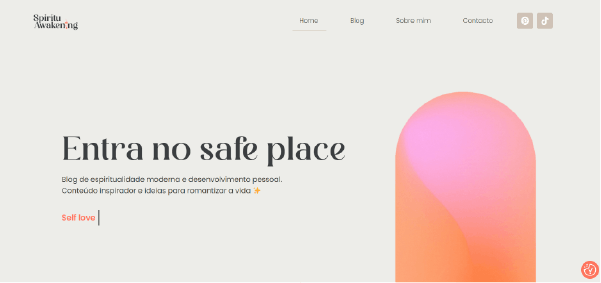 Spiritu
Awakening
Home
Blog
Sobre mim
Contacto
Entra no safe place
Blog de espiritualidade moderna e desenvolvimento pessoal.
Conteúdo inspirador e ideias para romantizar a vida ✨
Self love